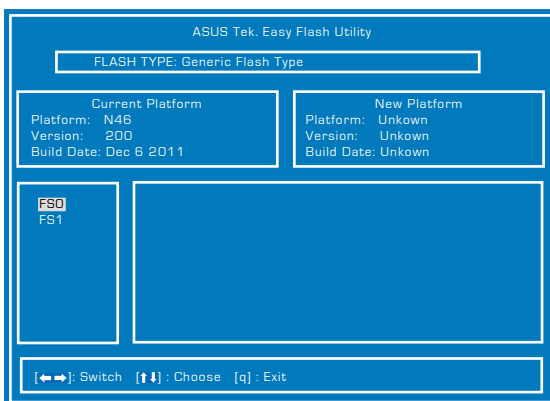 ASUS Tek. Easy Flash Utility
FLASH TYPE: Generic Flash Type
Current Platform
Platform: N46
Version: 200
Build Date: Dec 6 2011
New Platform
Platform: Unkown
Version: Unkown
Build Date: Unkown
FS0
FS1
[←→]: Switch [↑↓] : Choose [q] : Exit